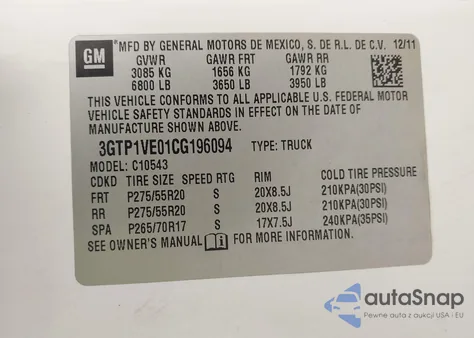 GM *MFD BY GENERAL MOTORS DE MEXICO, S. DE R.L. DE C.V. 12/11
GVWR GAWR FRT GAWR RR
3085 KG 1656 KG 1792 KG
6800 LB 3650 LB 3950 LB
THIS VEHICLE CONFORMS TO ALL APPLICABLE U.S. FEDERAL MOTOR
VEHICLE SAFETY STANDARDS IN EFFECT ON THE DATE OF
MANUFACTURE SHOWN ABOVE.
3GTP1VE01CG196094 TYPE: TRUCK
MODEL: C10543
CDKD TIRE SIZE SPEED RTG RIM COLD TIRE PRESSURE
FRT P275/55R20 S 20X8.5J 210KPA(30PSI)
RR P275/55R20 S 20X8.5J 210KPA(30PSI)
SPA P265/70R17 S 17X7.5J 240KPA(35PSI)
SEE OWNER'S MANUAL FOR MORE INFORMATION.
autoSnap
Pewne auta z aukcji USA i EU